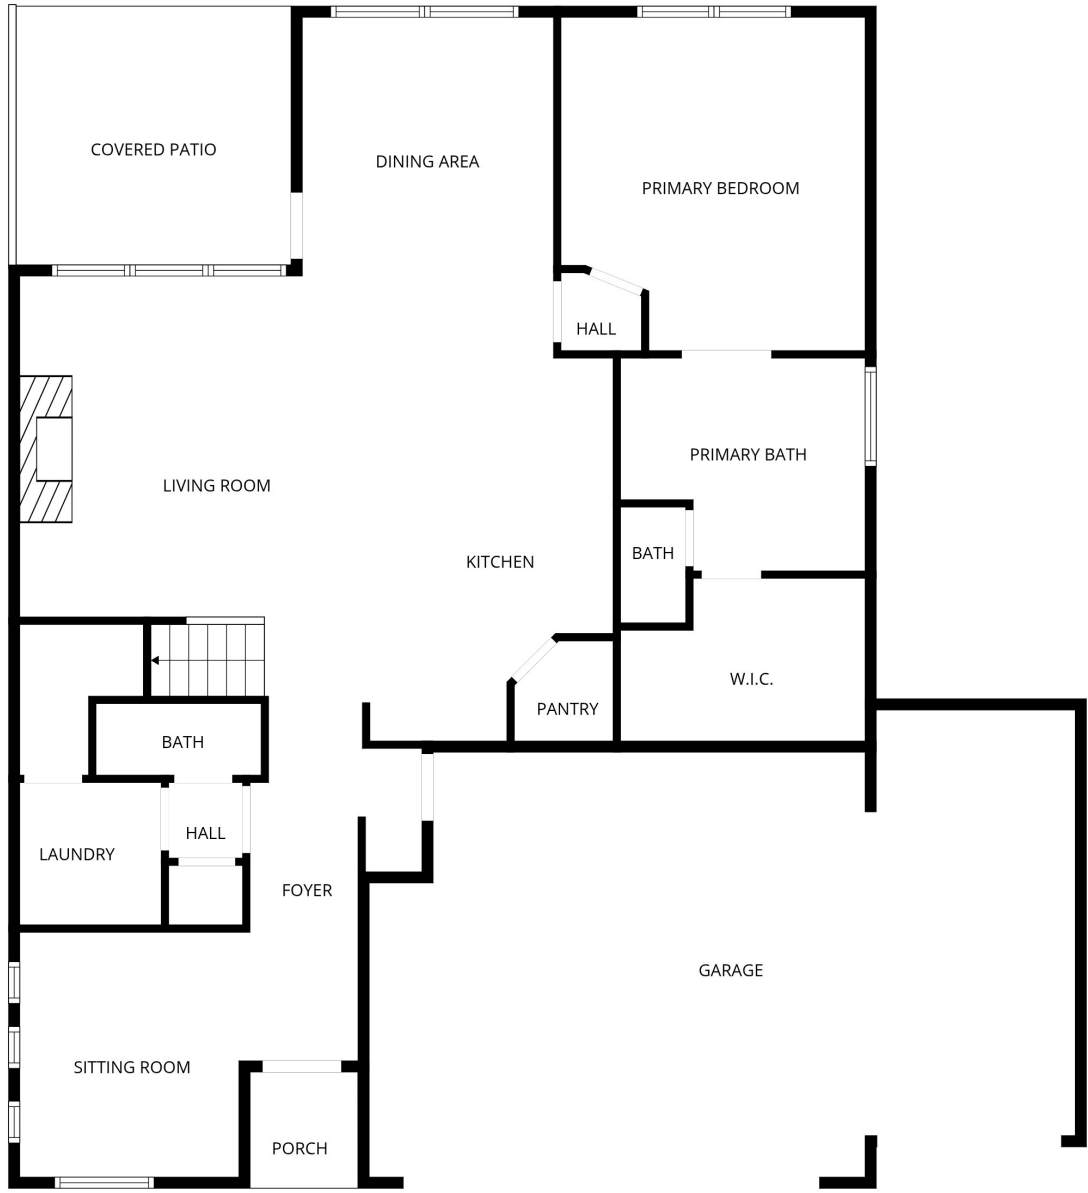 COVERED PATIO
DINING AREA
PRIMARY BEDROOM
HALL
PRIMARY BATH
LIVING ROOM
BATH
KITCHEN
W.I.C.
PANTRY
BATH
HALL
LAUNDRY
FOYER
GARAGE
SITTING ROOM
PORCH